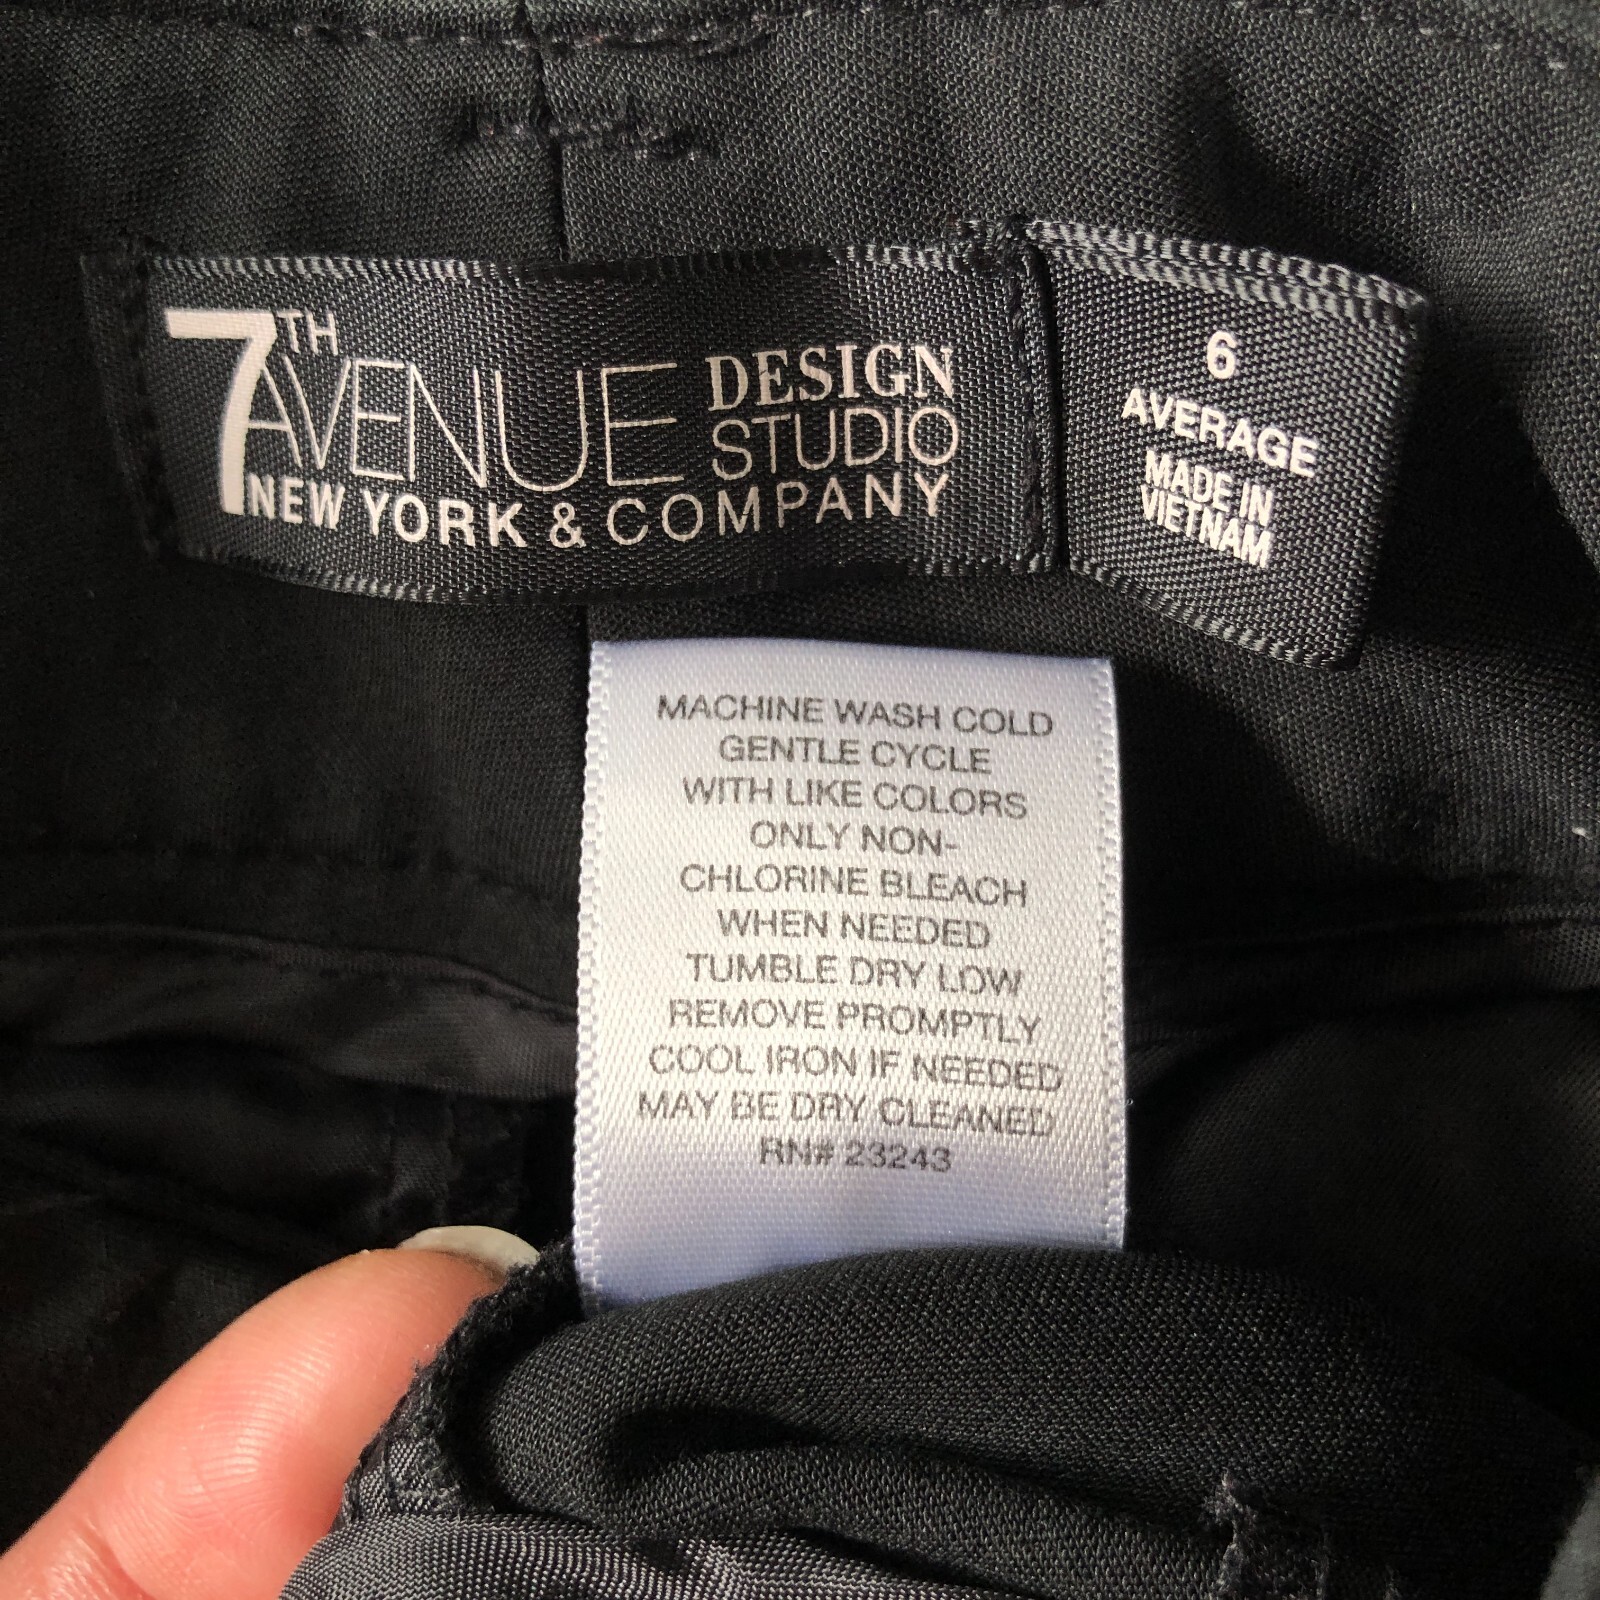 7TH AVENUE DESIGN STUDIO
NEW YORK & COMPANY
6
AVERAGE
MADE IN
VIETNAM
MACHINE WASH COLD
GENTLE CYCLE
WITH LIKE COLORS
ONLY NON-
CHLORINE BLEACH
WHEN NEEDED
TUMBLE DRY LOW
REMOVE PROMPTLY
COOL IRON IF NEEDED
MAY BE DRY CLEANED
RN# 23243